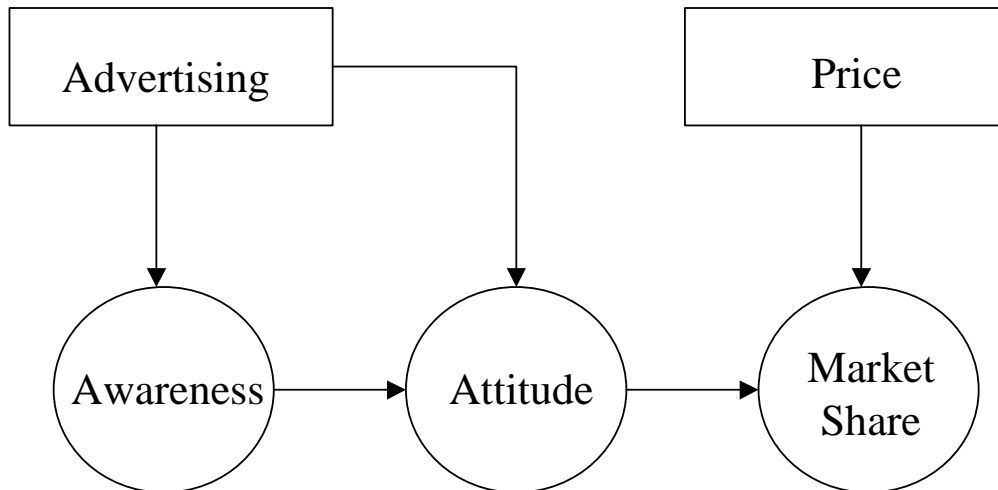 Advertising
Price
Awareness
Attitude
Market
Share